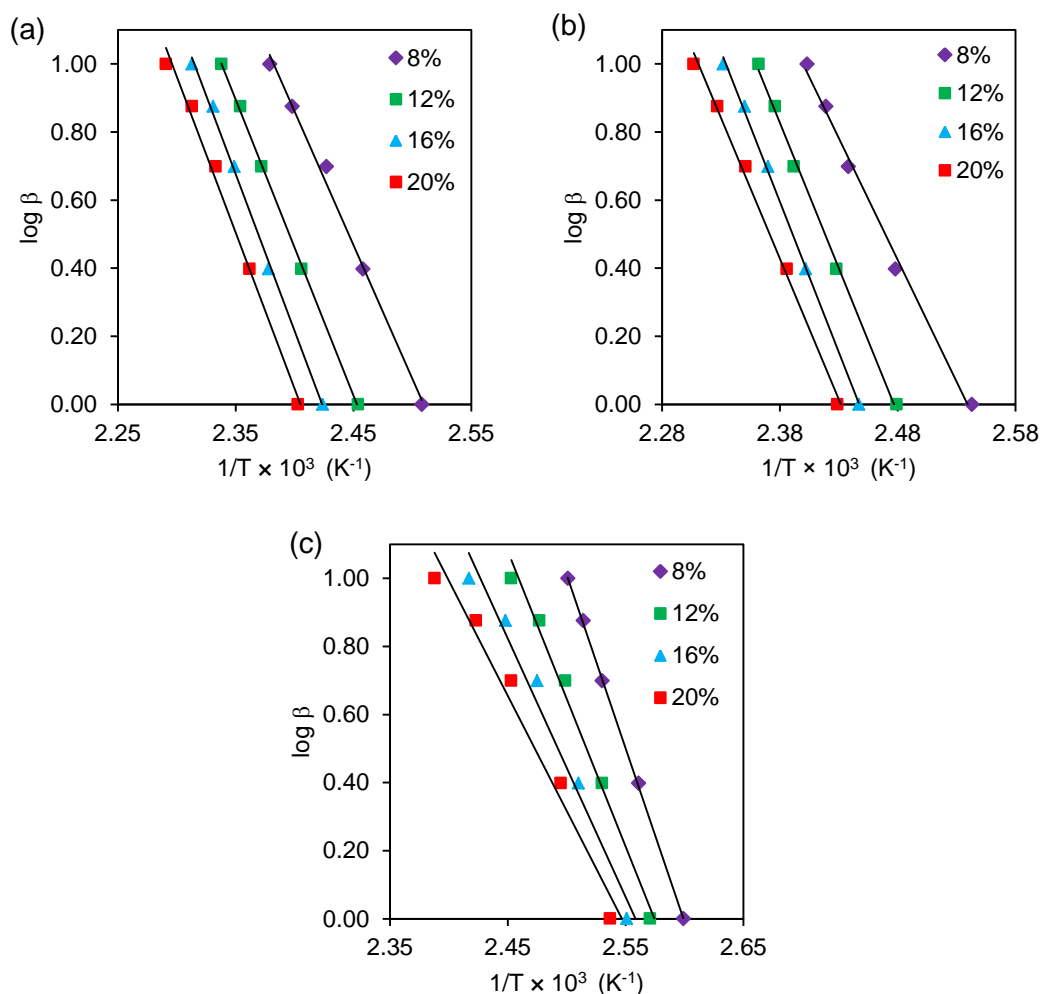 (a)
8%
12%
16%
20%
1.00
0.80
0.60
0.40
0.20
0.00
log β
2.25 2.35 2.45 2.55
1/T × 10³ (K⁻¹)
(b)
8%
12%
16%
20%
1.00
0.80
0.60
0.40
0.20
0.00
log β
2.28 2.38 2.48 2.58
1/T × 10³ (K⁻¹)
(c)
8%
12%
16%
20%
1.00
0.80
0.60
0.40
0.20
0.00
log β
2.35 2.45 2.55 2.65
1/T × 10³ (K⁻¹)